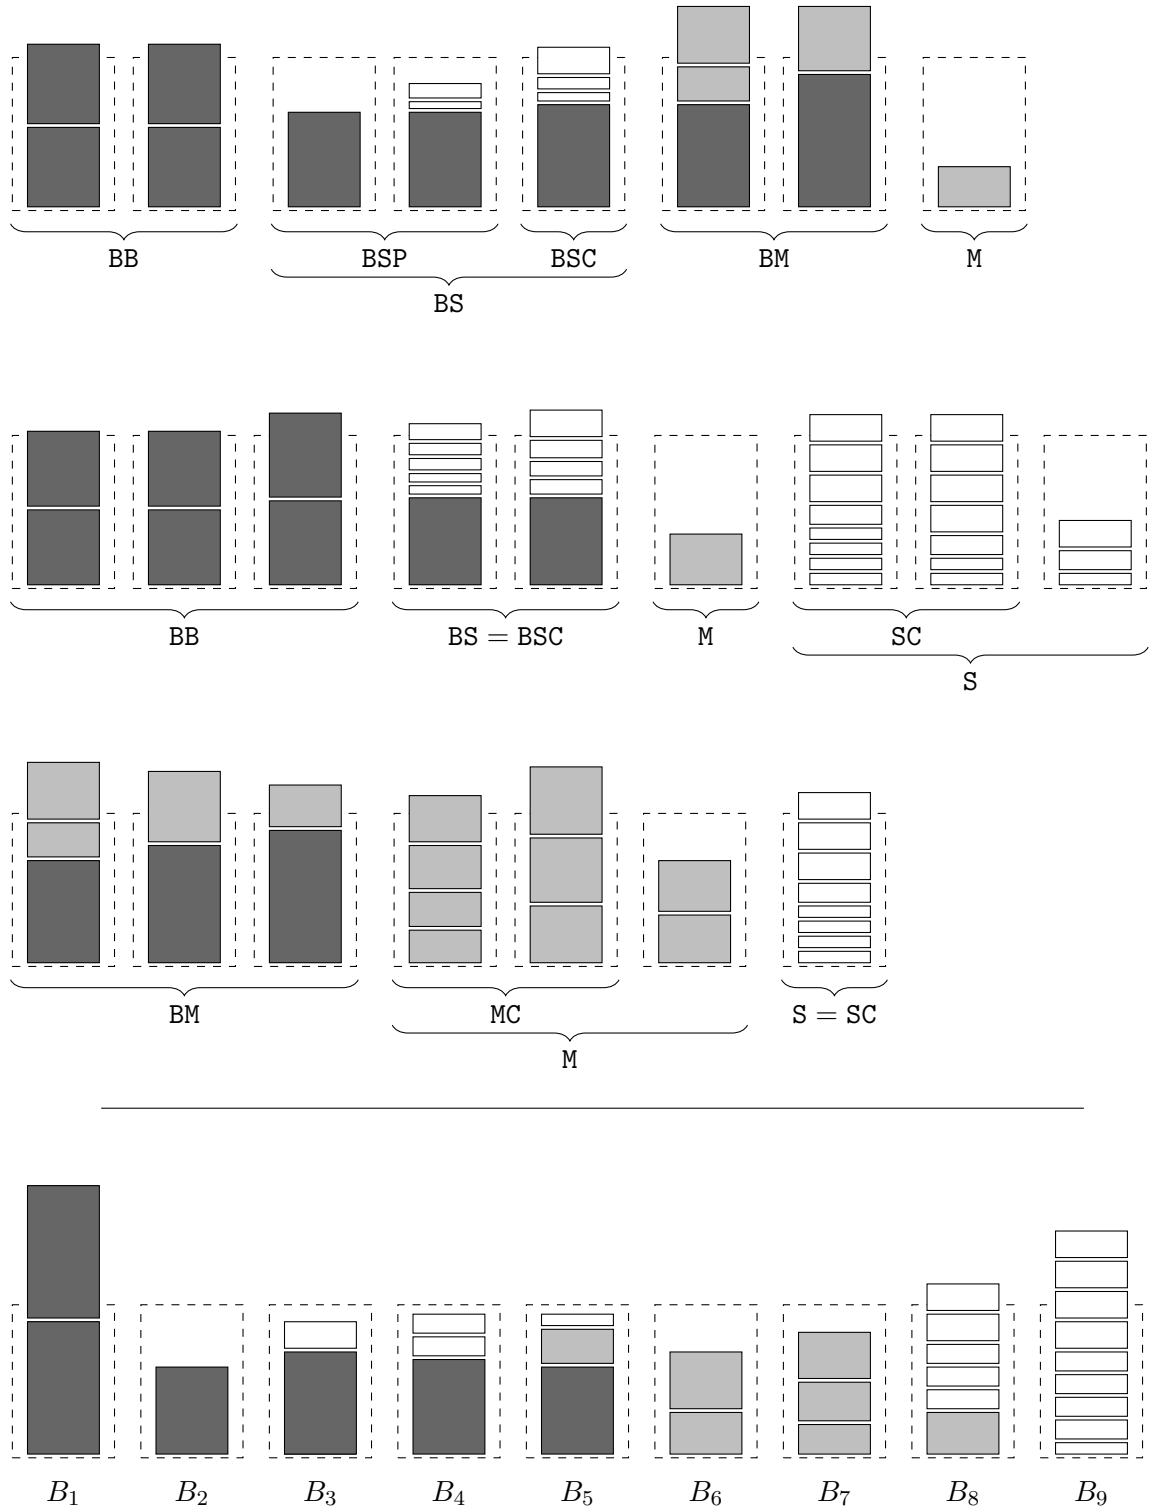 BB BSP BSC BM M
BS
BB BS = BSC M SC
S
BM MC S = SC
M
B₁ B₂ B₃ B₄ B₅ B₆ B₇ B₈ B₉